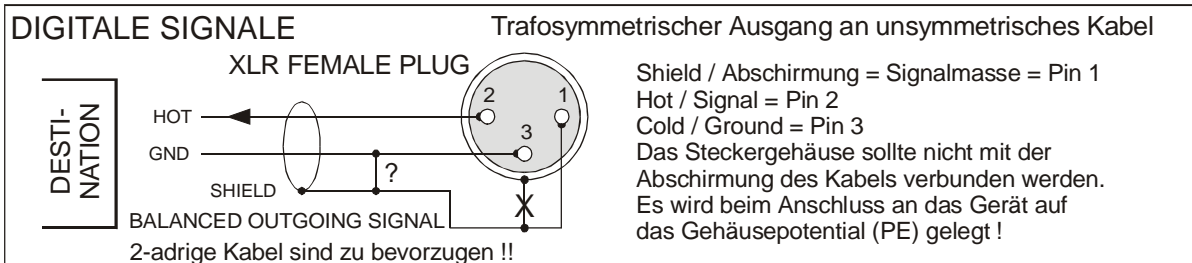 DIGITALE SIGNALE
Trafosymmetrischer Ausgang an unsymmetrisches Kabel
XLR FEMALE PLUG
DESTI-
NATION
HOT
GND
SHIELD
?
2
1
3
X
BALANCED OUTGOING SIGNAL
2-adrige Kabel sind zu bevorzugen !!
Shield / Abschirmung = Signalmasse = Pin 1
Hot / Signal = Pin 2
Cold / Ground = Pin 3
Das Steckergehäuse sollte nicht mit der
Abschirmung des Kabels verbunden werden.
Es wird beim Anschluss an das Gerät auf
das Gehäusepotential (PE) gelegt !